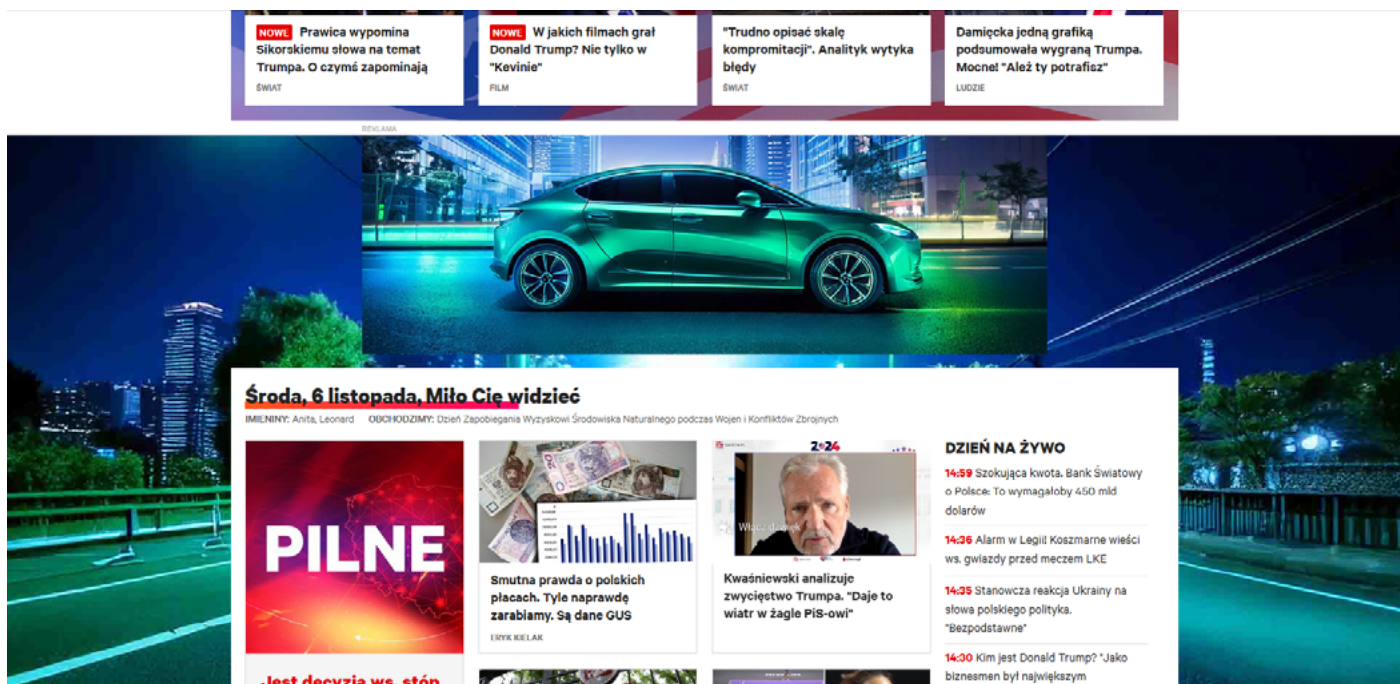 NOWE Prawica wypomina
Sikorskiemu słowa na temat
Trumpa. O czymś zapominają
ŚWIAT
NOWE W jakich filmach grał
Donald Trump? Nie tylko w
"Kevinie"
FILM
"Trudno opisać skalę
kompromitacji". Analityk wytyka
błędy
ŚWIAT
Damięcka jedną grafiką
podsumowała wygraną Trumpa.
Mocne! "Ależ ty potrafisz"
LUDZIE
REKLAMA
Środa, 6 listopada, Miło Cię widzieć
IMIENINY: Anita, Leonard OBCHODZIMY: Dzień Zapobiegania Wyzyskowi Środowiska Naturalnego podczas Wojen i Konfliktów Zbrojnych
PILNE
Jest decyzja ws. stóp
Smutna prawda o polskich
płacach. Tyle naprawdę
zarabiamy. Są dane GUS
ERYK KIELAK
2024
Włącz dźwięk
Kwaśniewski analizuje
zwycięstwo Trumpa. "Daje to
wiatr w żagle PiS-owi"
DZIEŃ NA ŻYWO
14:59 Szokująca kwota. Bank Światowy
o Polsce: To wymagałoby 450 mld
dolarów
14:36 Alarm w Legii! Koszmarne wieści
ws. gwiazdy przed meczem LKE
14:35 Stanowcza reakcja Ukrainy na
słowa polskiego polityka.
"Bezpodstawne"
14:30 Kim jest Donald Trump? "Jako
biznesmen był największym